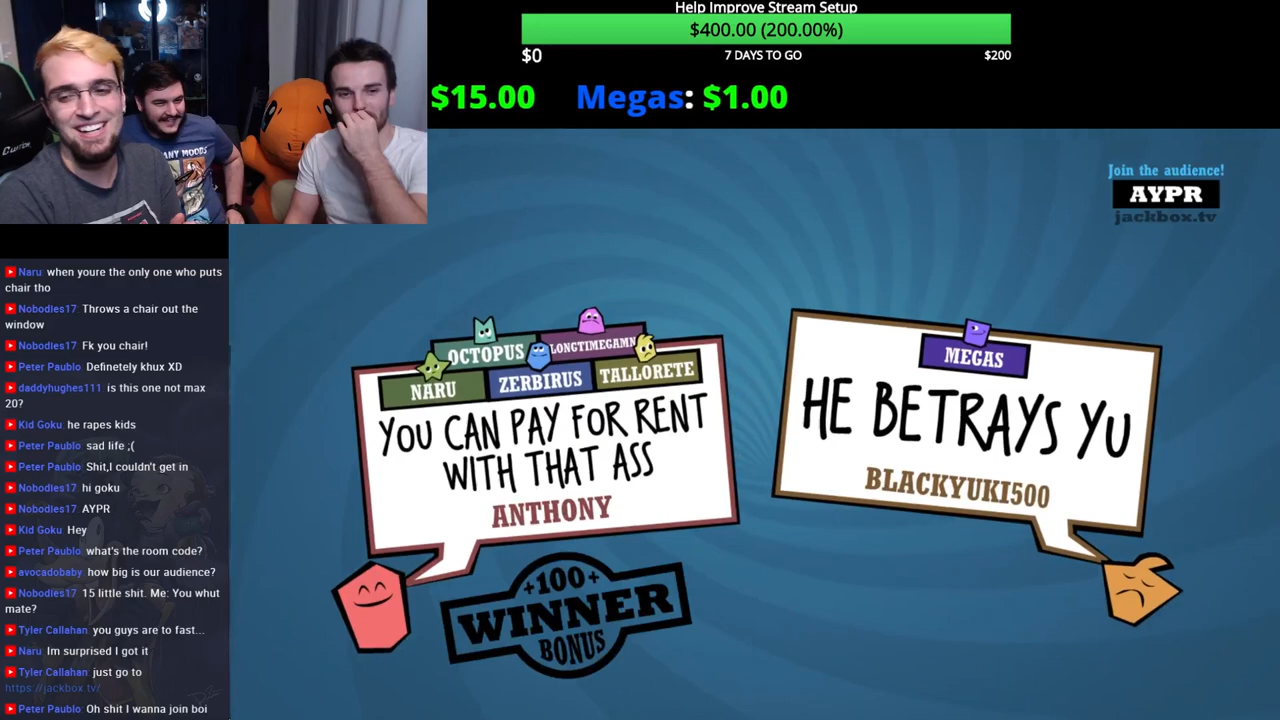 Help Improve Stream Setup
$400.00 (200.00%)
$0
7 DAYS TO GO
$200
$15.00 Megas: $1.00
Join the audience!
AYPR
jackbox.tv
ANY MOODS
Naru when youre the only one who puts
chair tho
Nobodies17 Throws a chair out the
window
Nobodies17 Fk you chair!
Peter Paublo Definetely khux XD
daddyhughes111 is this one not max
20?
Kid Goku he rapes kids
Peter Paublo sad life ;(
Peter Paublo Shit,I couldn't get in
Nobodies17 hi goku
Nobodies17 AYPR
Kid Goku Hey
Peter Paublo what's the room code?
avocadobaby how big is our audience?
Nobodies17 15 little shit. Me: You whut
mate?
Tyler Callahan you guys are to fast...
Naru Im surprised I got it
Tyler Callahan just go to
https://jackbox.tv/
Peter Paublo Oh shit I wanna join boi
OCTOPUS
LONGTIMEGAMN
NARU
ZERBIRUS
TALLORETE
YOU CAN PAY FOR RENT
WITH THAT ASS
ANTHONY
+100+
WINNER
BONUS
MEGAS
HE BETRAYS YU
BLACKYUKI500